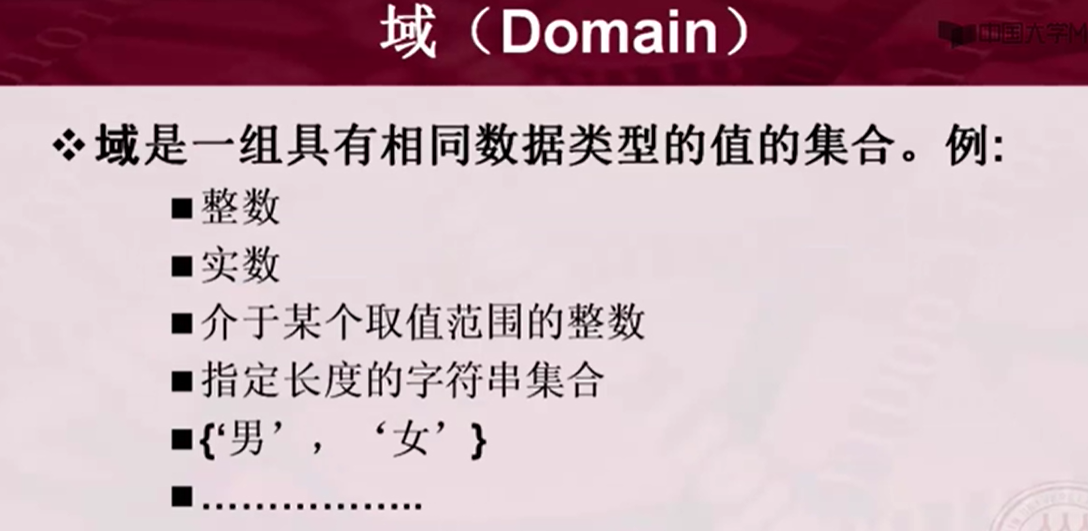 域（Domain）
中国大学M
❖域是一组具有相同数据类型的值的集合。例:
■整数
■实数
■介于某个取值范围的整数
■指定长度的字符串集合
■{‘男’，‘女’}
■.................